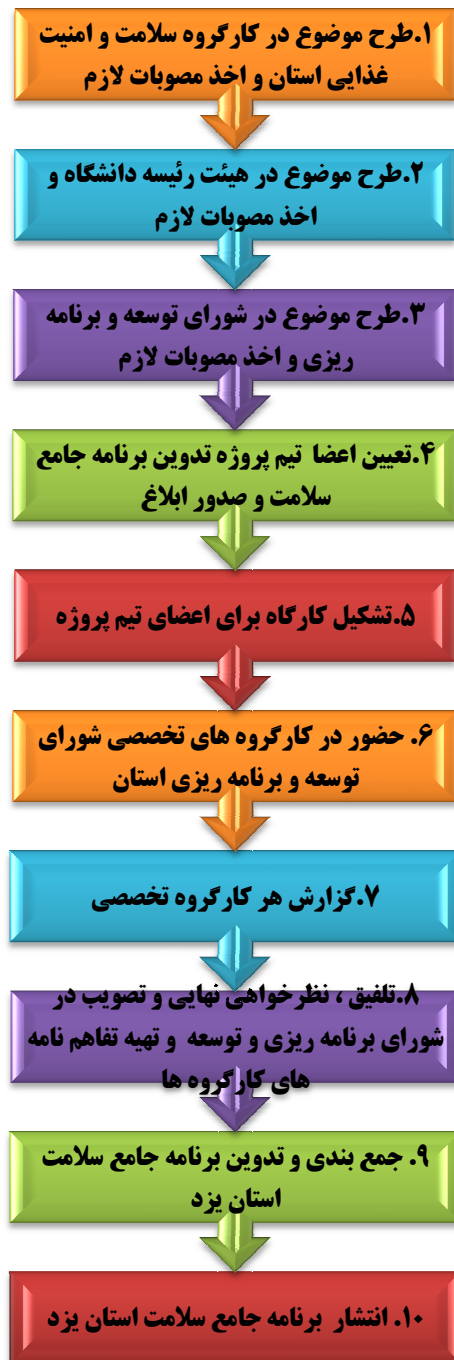 ۱.طرح موضوع در کارگروه سلامت و امنیت
غذایی استان و اخذ مصوبات لازم
۲.طرح موضوع در هیئت رئیسه دانشگاه و
اخذ مصوبات لازم
۳.طرح موضوع در شورای توسعه و برنامه
ریزی و اخذ مصوبات لازم
۴.تعیین اعضا تیم پروژه تدوین برنامه جامع
سلامت و صدور ابلاغ
۵.تشکیل کارگاه برای اعضای تیم پروژه
۶. حضور در کارگروه های تخصصی شورای
توسعه و برنامه ریزی استان
۷.گزارش هر کارگروه تخصصی
۸.تلفیق ، نظرخواهی نهایی و تصویب در
شورای برنامه ریزی و توسعه و تهیه تفاهم نامه
های کارگروه ها
۹. جمع بندی و تدوین برنامه جامع سلامت
استان یزد
۱۰. انتشار برنامه جامع سلامت استان یزد